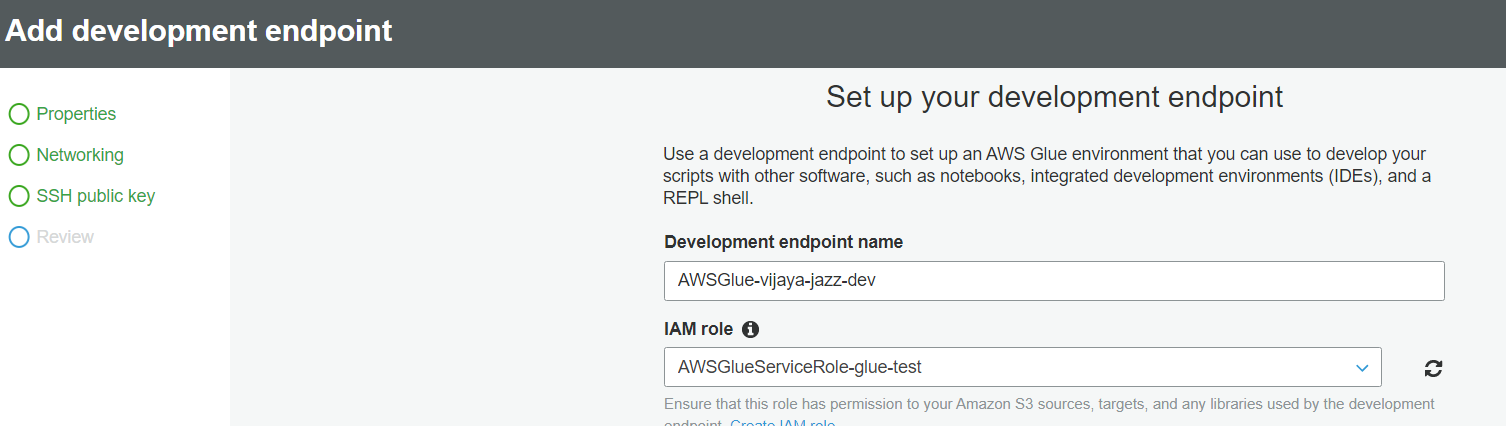 Add development endpoint
Properties
Networking
SSH public key
Review
Set up your development endpoint
Use a development endpoint to set up an AWS Glue environment that you can use to develop your
scripts with other software, such as notebooks, integrated development environments (IDEs), and a
REPL shell.
Development endpoint name
AWSGlue-vijaya-jazz-dev
IAM role
AWSGlueServiceRole-glue-test
Ensure that this role has permission to your Amazon S3 sources, targets, and any libraries used by the development
endpoint. Create IAM role.